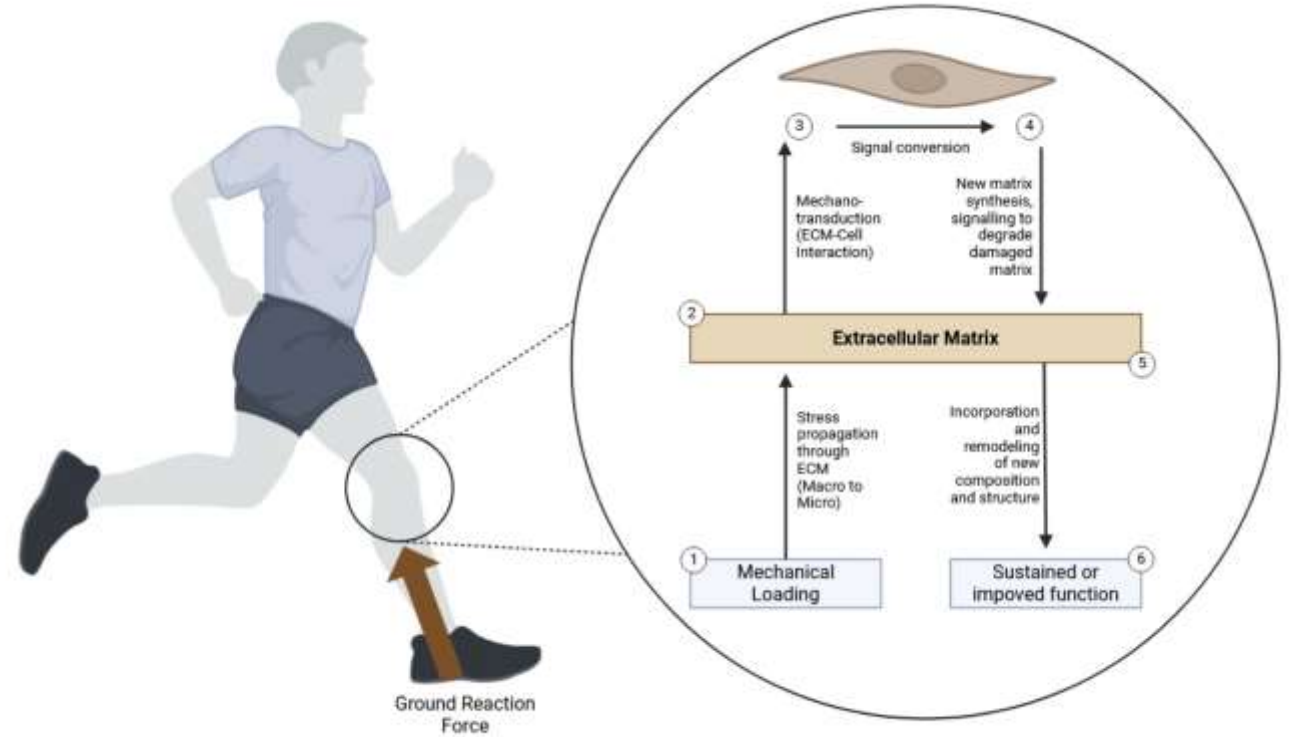 3
4
Signal conversion
Mechano-
transduction
(ECM-Cell
Interaction)
New matrix
synthesis,
signalling to
degrade
damaged
matrix
2
Extracellular Matrix
5
Stress
propagation
through
ECM
(Macro to
Micro)
Incorporation
and
remodeling
of new
composition
and structure
1
Mechanical
Loading
6
Sustained or
impoved function
Ground Reaction
Force